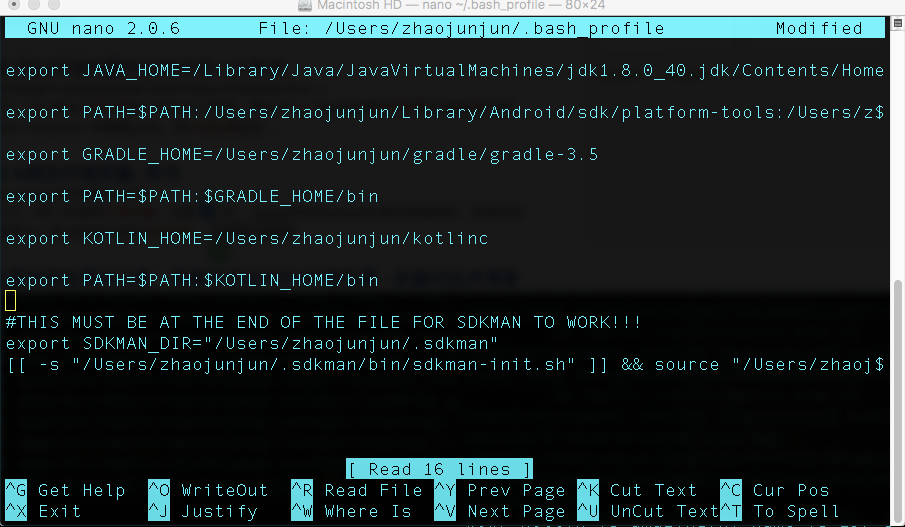 Macintosh HD — nano ~/.bash_profile — 80×24
GNU nano 2.0.6 File: /Users/zhaojunjun/.bash_profile Modified
export JAVA_HOME=/Library/Java/JavaVirtualMachines/jdk1.8.0_40.jdk/Contents/Home
export PATH=$PATH:/Users/zhaojunjun/Library/Android/sdk/platform-tools:/Users/z$
export GRADLE_HOME=/Users/zhaojunjun/gradle/gradle-3.5
export PATH=$PATH:$GRADLE_HOME/bin
export KOTLIN_HOME=/Users/zhaojunjun/kotlinc
export PATH=$PATH:$KOTLIN_HOME/bin
#THIS MUST BE AT THE END OF THE FILE FOR SDKMAN TO WORK!!!
export SDKMAN_DIR="/Users/zhaojunjun/.sdkman"
[[ -s "/Users/zhaojunjun/.sdkman/bin/sdkman-init.sh" ]] && source "/Users/zhaoj$
[ Read 16 lines ]
^G Get Help ^O WriteOut ^R Read File ^Y Prev Page ^K Cut Text ^C Cur Pos
^X Exit ^J Justify ^W Where Is ^V Next Page ^U UnCut Text ^T To Spell